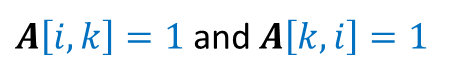 A[i, k] = 1 and A[k, i] = 1